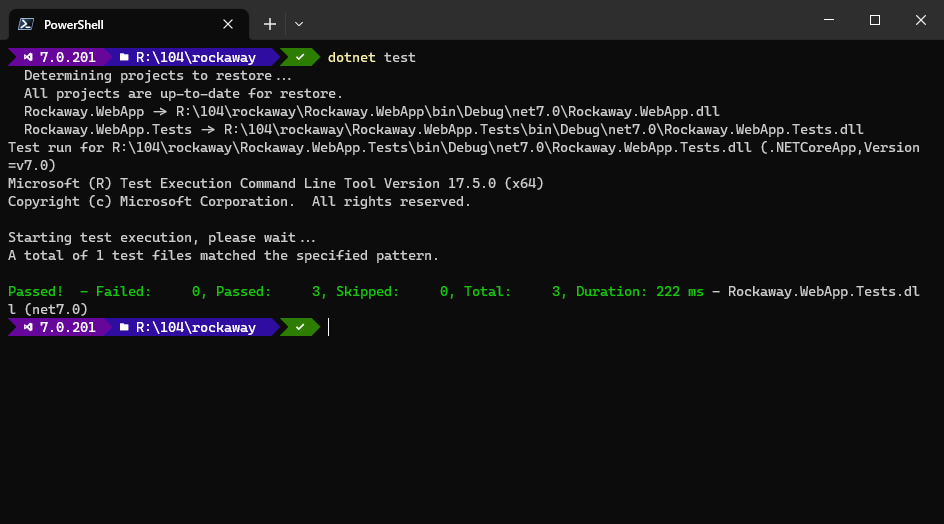 PowerShell
7.0.201 R:\104\rockaway dotnet test
Determining projects to restore...
All projects are up-to-date for restore.
Rockaway.WebApp -> R:\104\rockaway\Rockaway.WebApp\bin\Debug\net7.0\Rockaway.WebApp.dll
Rockaway.WebApp.Tests -> R:\104\rockaway\Rockaway.WebApp.Tests\bin\Debug\net7.0\Rockaway.WebApp.Tests.dll
Test run for R:\104\rockaway\Rockaway.WebApp.Tests\bin\Debug\net7.0\Rockaway.WebApp.Tests.dll (.NETCoreApp,Version
=v7.0)
Microsoft (R) Test Execution Command Line Tool Version 17.5.0 (x64)
Copyright (c) Microsoft Corporation.  All rights reserved.
Starting test execution, please wait...
A total of 1 test files matched the specified pattern.
Passed!  - Failed:     0, Passed:     3, Skipped:     0, Total:     3, Duration: 222 ms - Rockaway.WebApp.Tests.dl
l (net7.0)
7.0.201 R:\104\rockaway